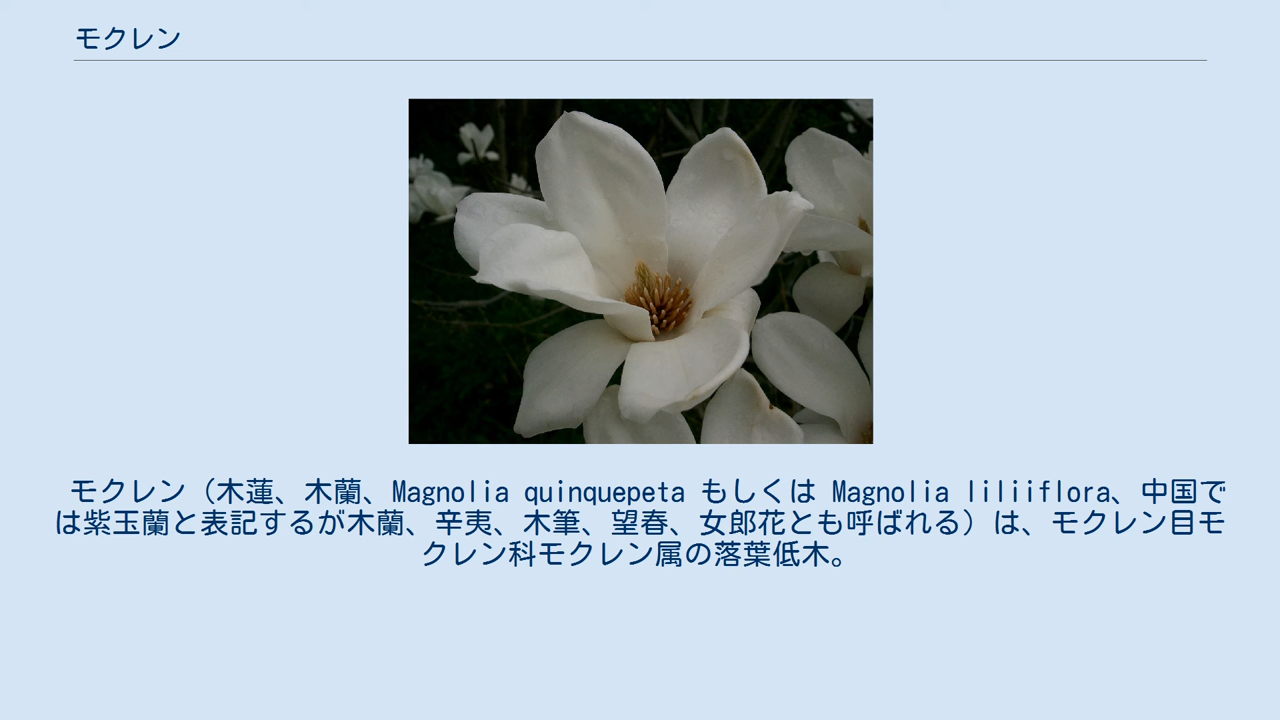 モクレン
モクレン（木蓮、木蘭、Magnolia quinquepeta もしくは Magnolia liliiflora、中国で
は紫玉蘭と表記するが木蘭、辛夷、木筆、望春、女郎花とも呼ばれる）は、モクレン目モ
クレン科モクレン属の落葉低木。